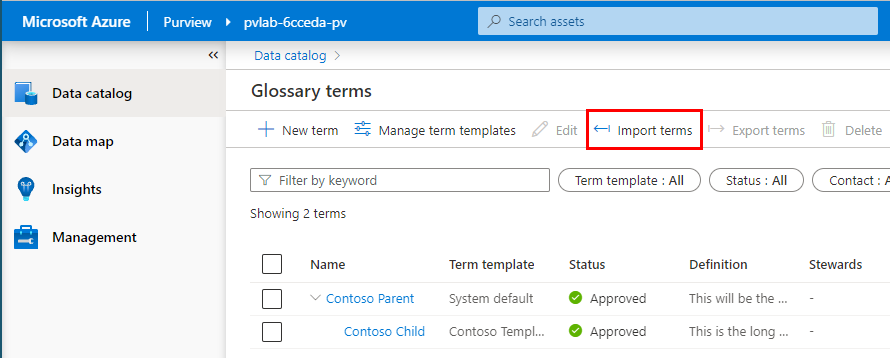 Microsoft Azure Purview > pvlab-6cceda-pv Search assets
«
Data catalog >
Data catalog
Glossary terms
New term Manage term templates Edit Import terms Export terms Delete
Data map
Filter by keyword Term template : All Status : All Contact :
Insights
Showing 2 terms
Management
Name Term template Status Definition Stewards
Contoso Parent System default Approved This will be the ... -
Contoso Child Contoso Templ... Approved This is the long ... -